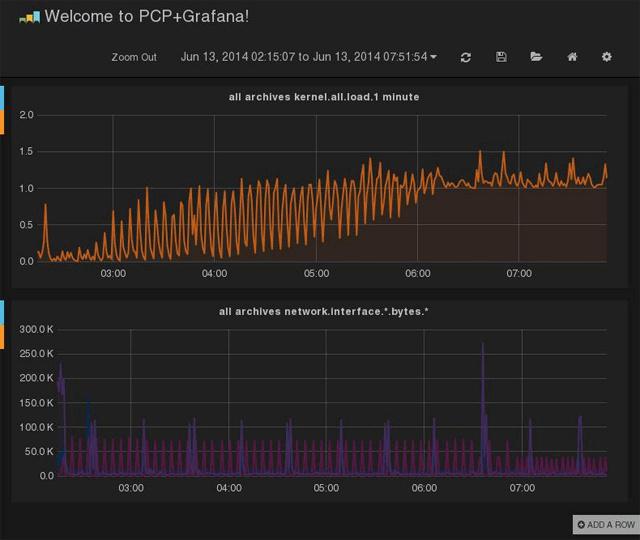 Welcome to PCP+Grafana!
Zoom Out Jun 13, 2014 02:15:07 to Jun 13, 2014 07:51:54
all archives kernel.all.load.1 minute
2.0
1.5
1.0
0.5
0.0
03:00 04:00 05:00 06:00 07:00
all archives network.interface.*.bytes.*
300.0 K
250.0 K
200.0 K
150.0 K
100.0 K
50.0 K
0.0
03:00 04:00 05:00 06:00 07:00
ADD A ROW